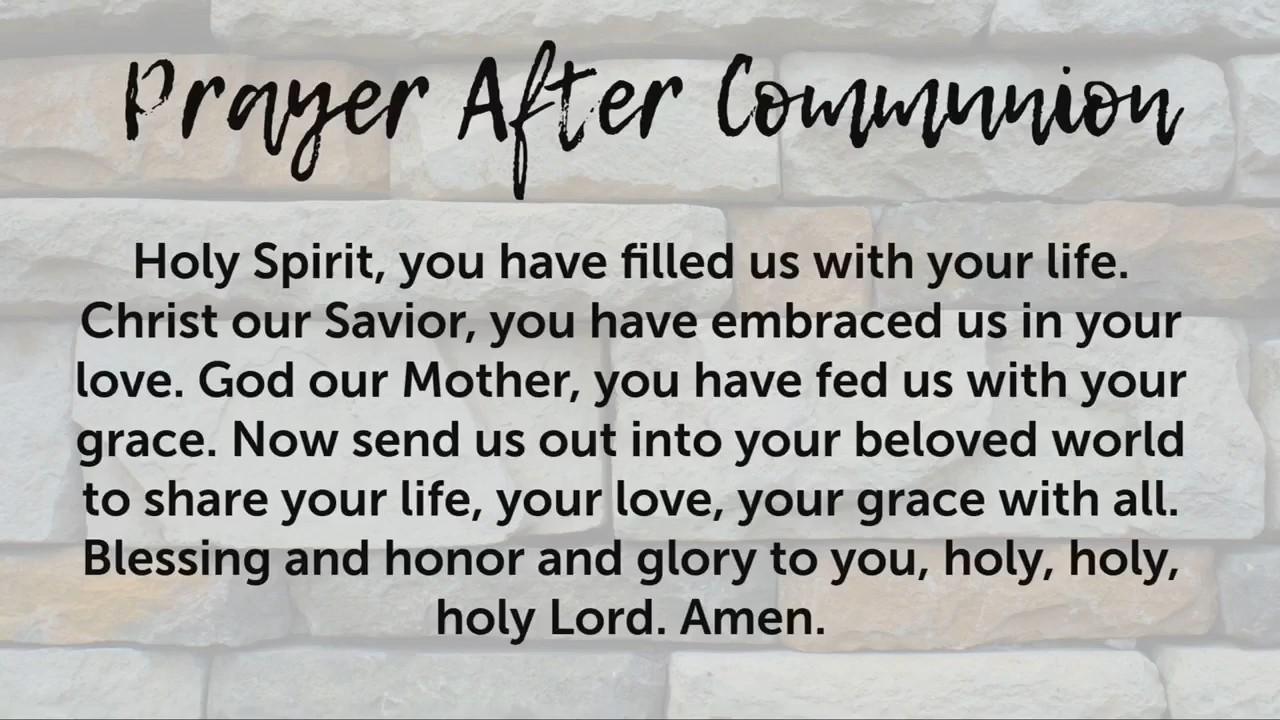 Prayer After Communion
Holy Spirit, you have filled us with your life.
Christ our Savior, you have embraced us in your
love. God our Mother, you have fed us with your
grace. Now send us out into your beloved world
to share your life, your love, your grace with all.
Blessing and honor and glory to you, holy, holy,
holy Lord. Amen.